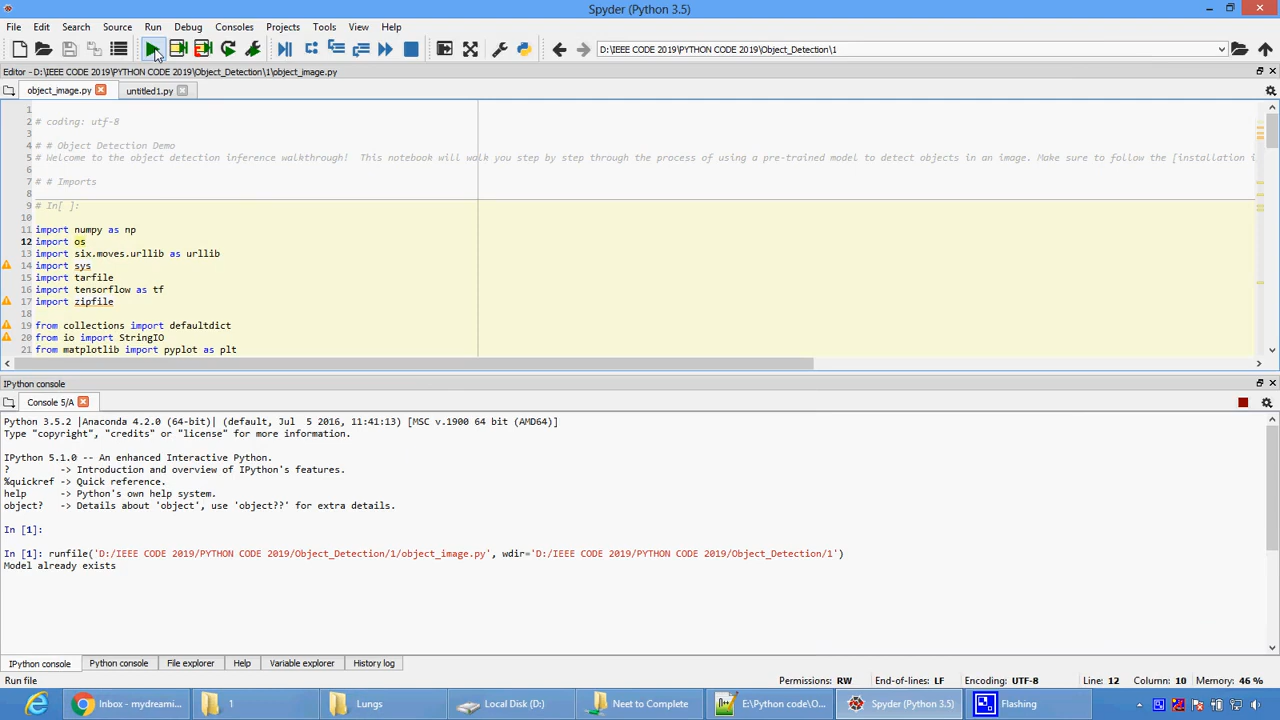 Spyder (Python 3.5)
File Edit Search Source Run Debug Consoles Projects Tools View Help
D:\IEEE CODE 2019\PYTHON CODE 2019\Object_Detection\1
Editor - D:\IEEE CODE 2019\PYTHON CODE 2019\Object_Detection\1\object_image.py
object_image.py untitled1.py
1
2 # coding: utf-8
3
4 # # Object Detection Demo
5 # Welcome to the object detection inference walkthrough!  This notebook will walk you step by step through the process of using a pre-trained model to detect objects in an image. Make sure to follow the [installation i
6
7 # # Imports
8
9 # In[ ]:
10
11 import numpy as np
12 import os
13 import six.moves.urllib as urllib
14 import sys
15 import tarfile
16 import tensorflow as tf
17 import zipfile
18
19 from collections import defaultdict
20 from io import StringIO
21 from matplotlib import pyplot as plt
IPython console
Console 5/A
Python 3.5.2 |Anaconda 4.2.0 (64-bit)| (default, Jul  5 2016, 11:41:13) [MSC v.1900 64 bit (AMD64)]
Type "copyright", "credits" or "license" for more information.
IPython 5.1.0 -- An enhanced Interactive Python.
?         -> Introduction and overview of IPython's features.
%quickref -> Quick reference.
help      -> Python's own help system.
object?   -> Details about 'object', use 'object??' for extra details.
In [1]:
In [1]: runfile('D:/IEEE CODE 2019/PYTHON CODE 2019/Object_Detection/1/object_image.py', wdir='D:/IEEE CODE 2019/PYTHON CODE 2019/Object_Detection/1')
Model already exists
IPython console Python console File explorer Help Variable explorer History log
Run file Permissions: RW End-of-lines: LF Encoding: UTF-8 Line: 12 Column: 10 Memory: 46 %
Inbox - mydreami... 1 Lungs Local Disk (D:) Neet to Complete E:\Python code\O... Spyder (Python 3.5) Flashing